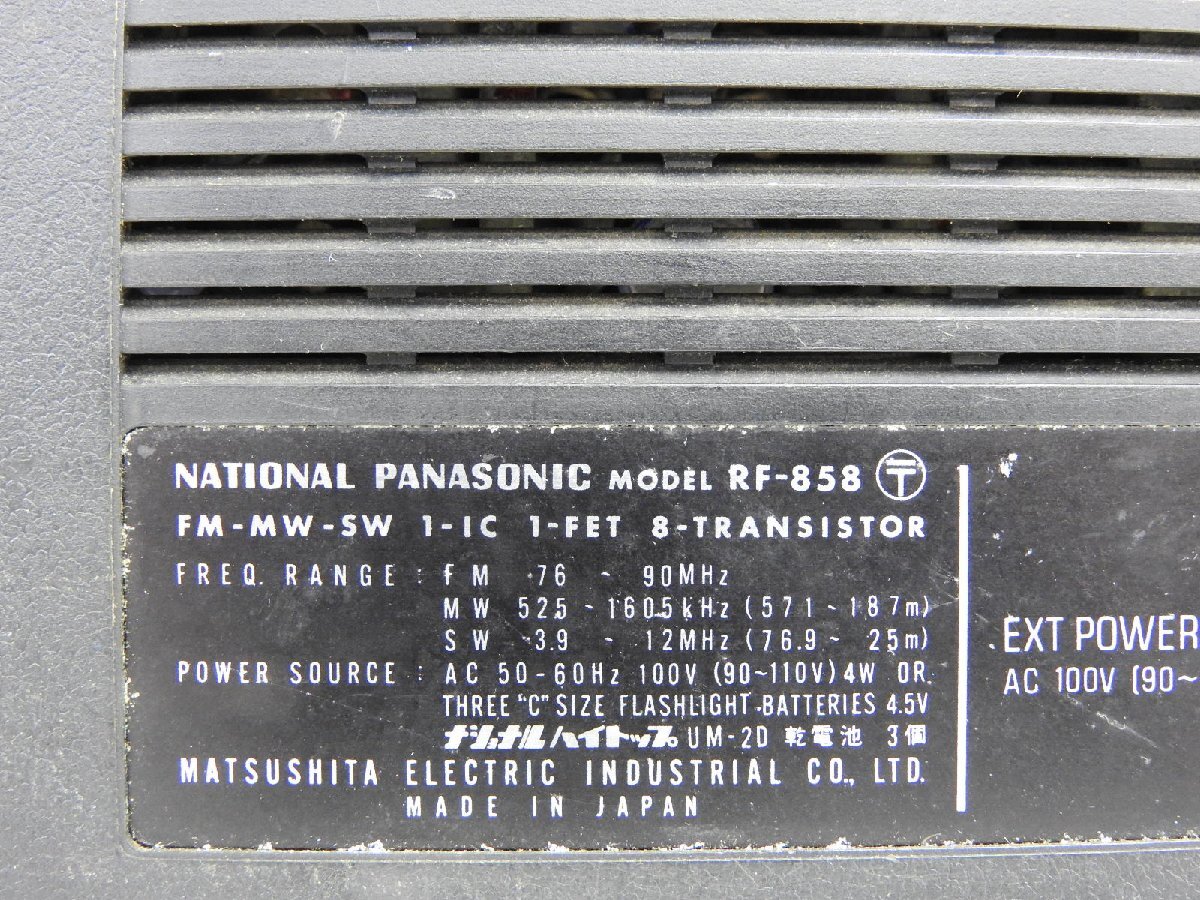 NATIONAL PANASONIC MODEL RF-858 〒
FM-MW-SW 1-IC 1-FET 8-TRANSISTOR
FREQ. RANGE : FM 76 ~ 90MHz
MW 525 ~ 1605kHz (571 ~ 187m)
SW 3.9 ~ 12MHz (76.9 ~ 25m)
POWER SOURCE : AC 50-60Hz 100V (90~110V) 4W OR
THREE "C" SIZE FLASHLIGHT BATTERIES 4.5V
ナショナルハイトップ UM-2D 乾電池 3個
MATSUSHITA ELECTRIC INDUSTRIAL CO., LTD.
MADE IN JAPAN
EXT POWER
AC 100V (90~